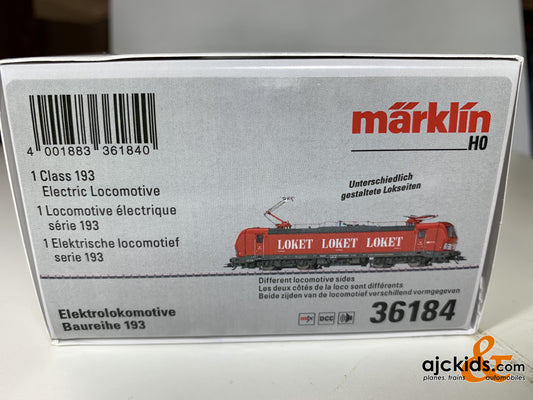 märklin
H0
4 001883 361840
1 Class 193
Electric Locomotive
1 Locomotive électrique
série 193
1 Elektrische locomotief
serie 193
Elektrolokomotive
Baureihe 193
Unterschiedlich
gestaltete Lokseiten
LOKET LOKET LOKET
Different locomotive sides
Les deux côtés de la loco sont différents
Beide zijden van de locomotief verschillend vormgegeven
mfx DCC
36184
&
ajckids.com
planes, trains automobiles